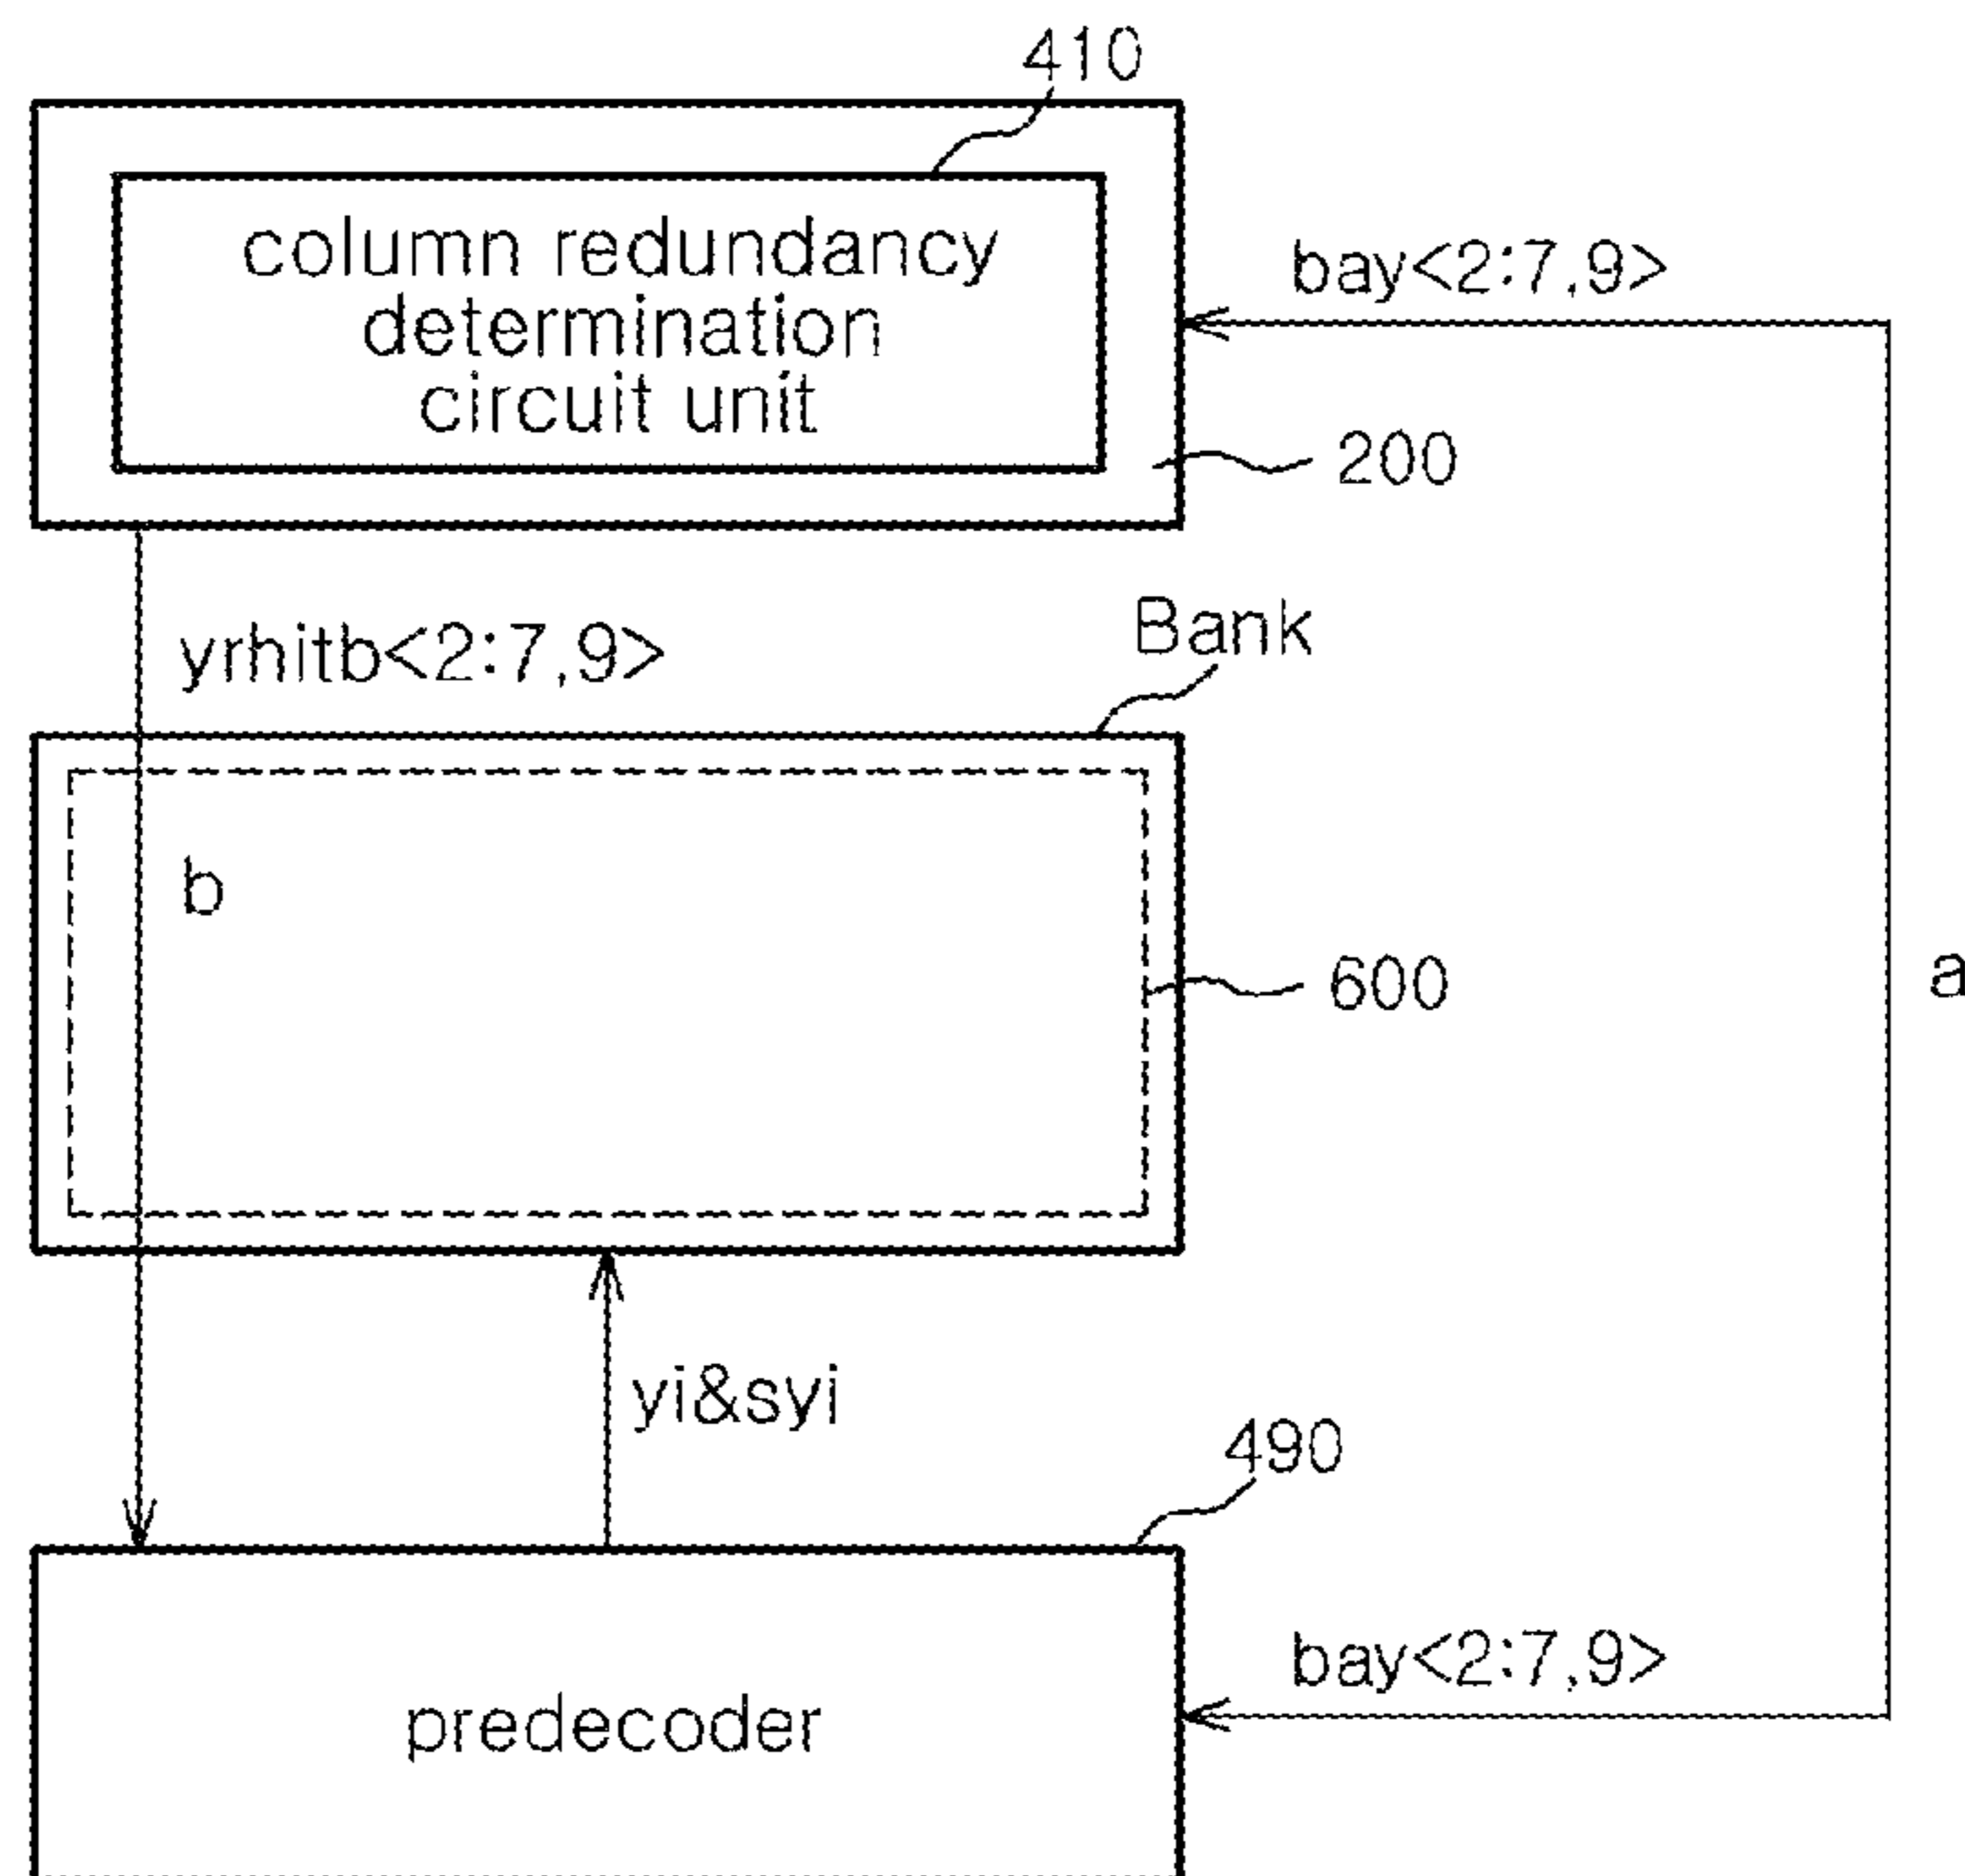 410
column redundancy
determination
circuit unit
bay<2:7,9>
200
yrhitb<2:7,9>
Bank
b
600
a
yi&syi
490
bay<2:7,9>
predecoder